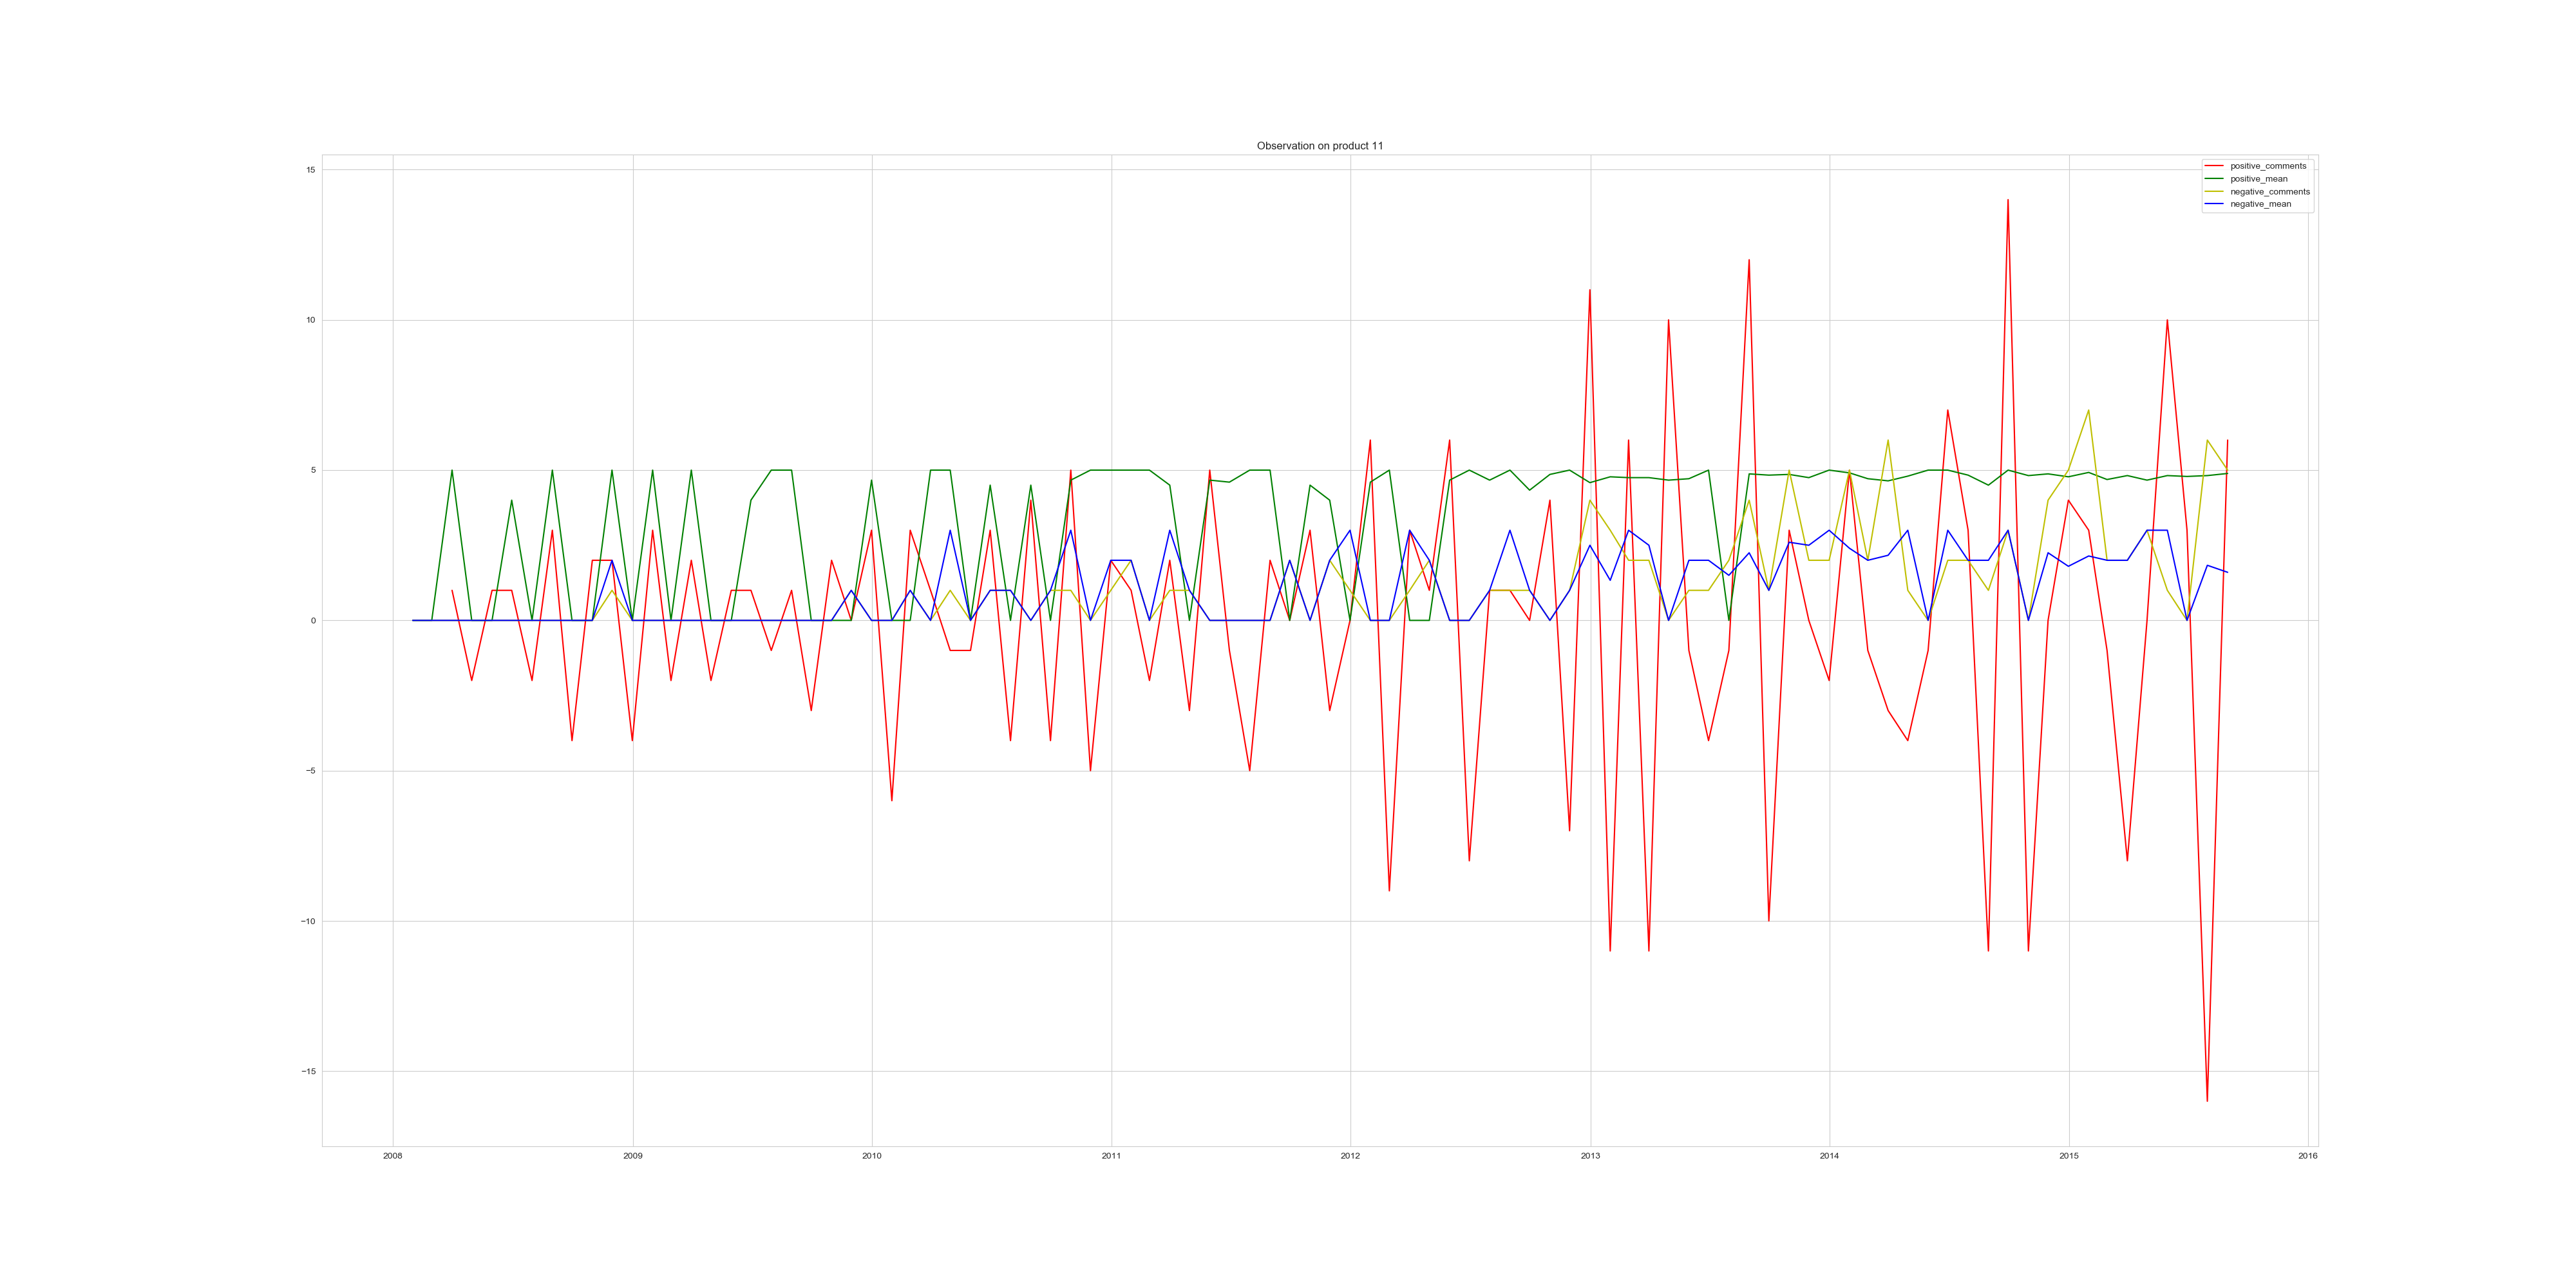 Observation on product 11
positive_comments
positive_mean
negative_comments
negative_mean
15
10
5
0
−5
−10
−15
2008 2009 2010 2011 2012 2013 2014 2015 2016